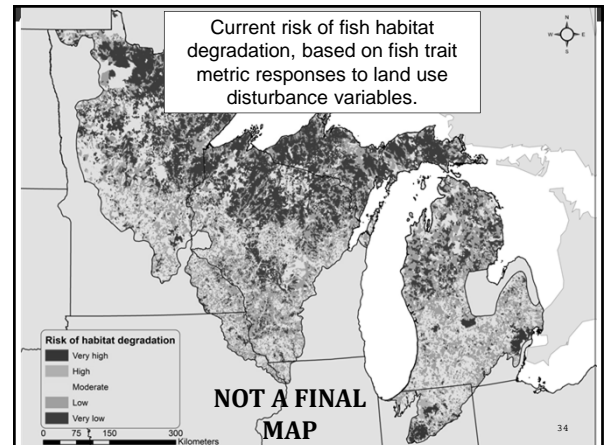 Current risk of fish habitat
degradation, based on fish trait
metric responses to land use
disturbance variables.
N
W
E
S
Risk of habitat degradation
Very high
High
Moderate
Low
Very low
0 75 150 300
Kilometers
NOT A FINAL
MAP
34